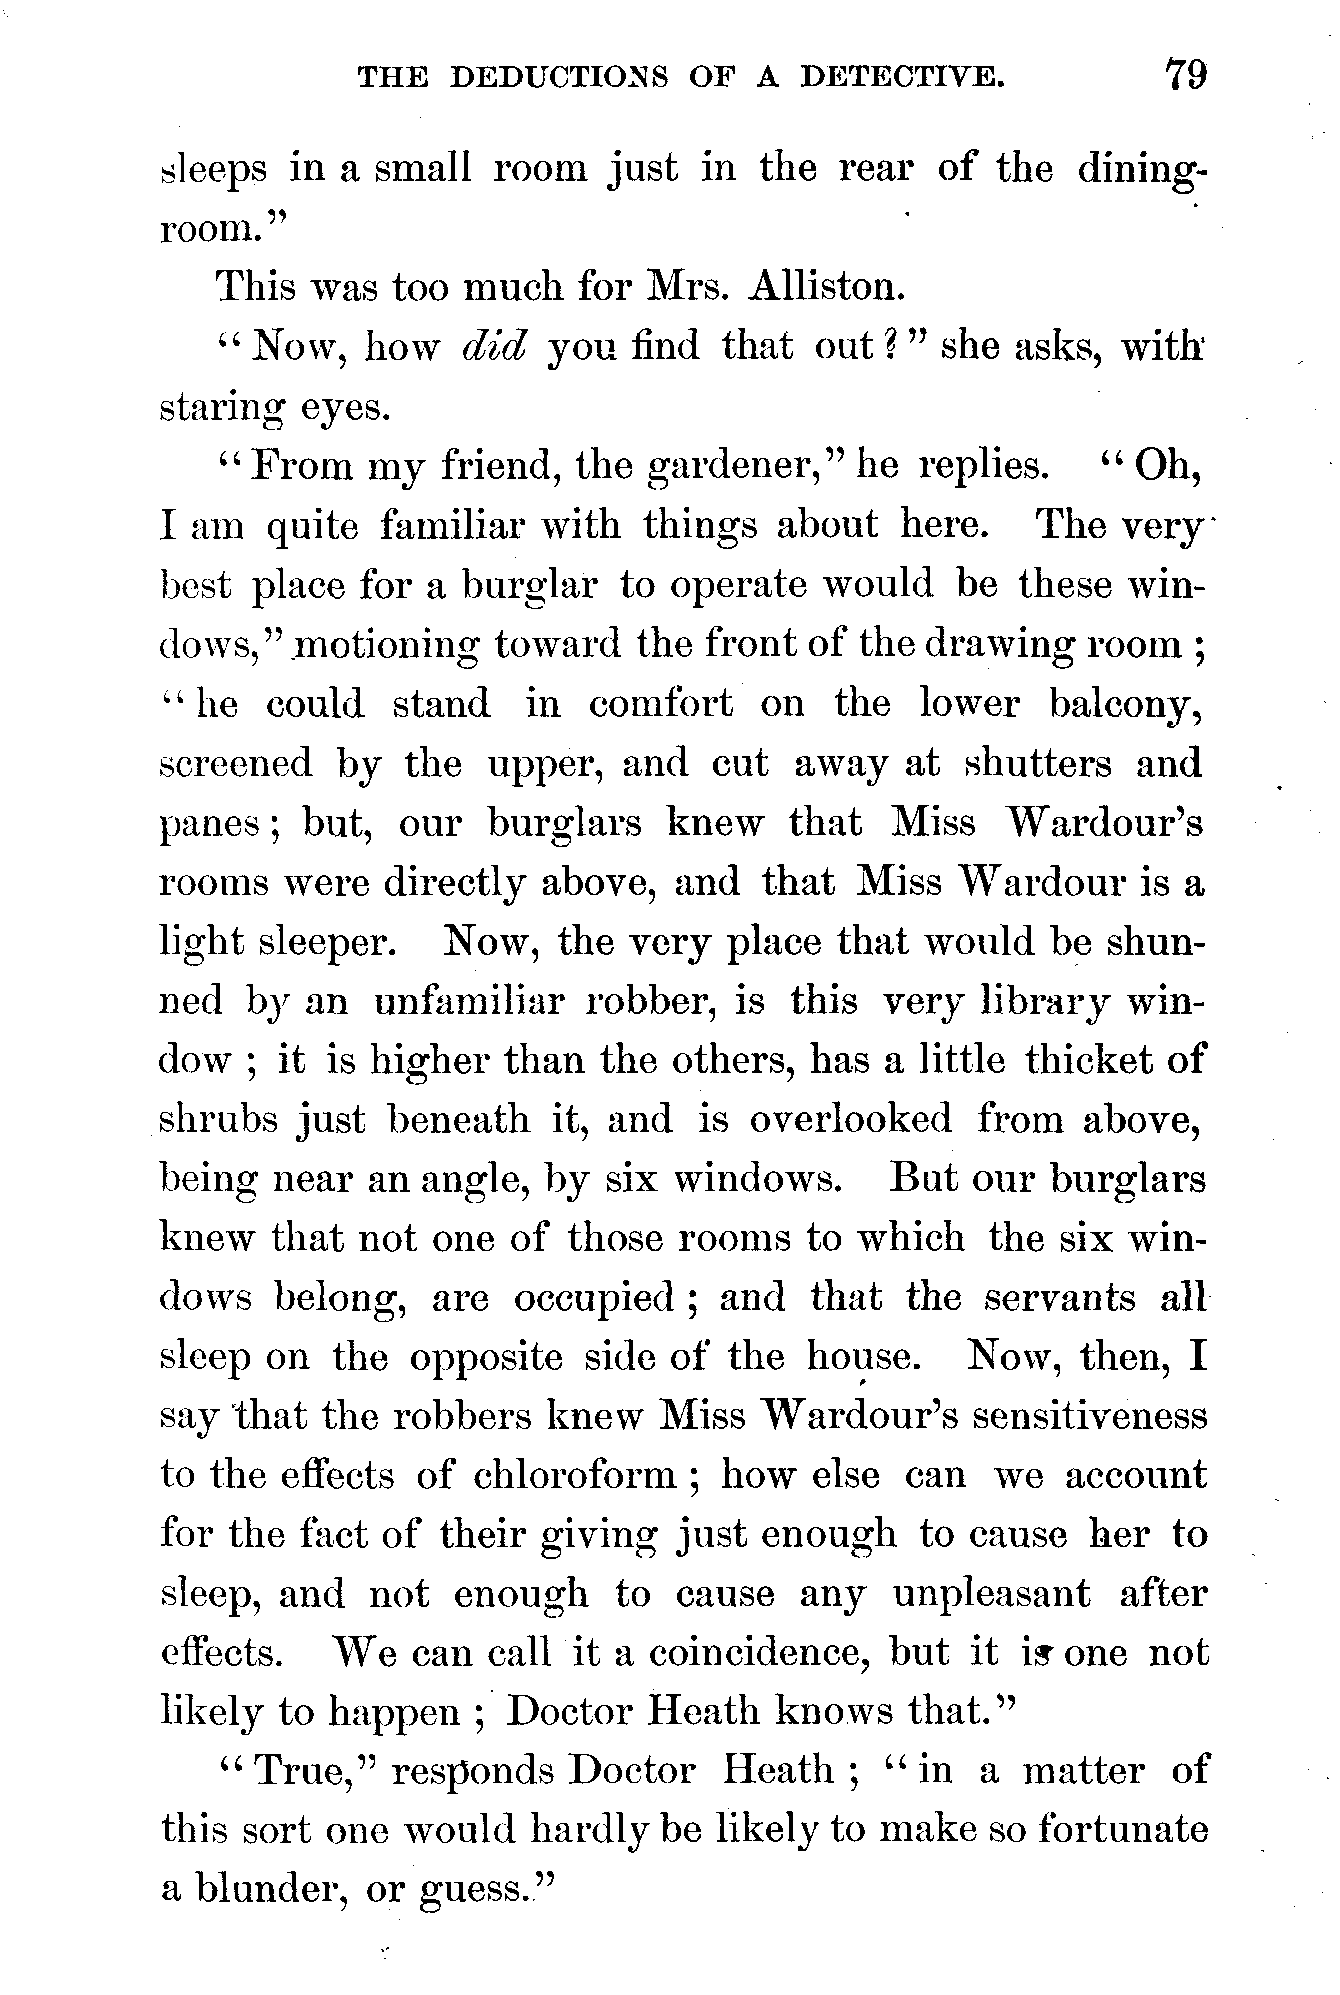 THE DEDUCTIONS OF A DETECTIVE. 79
sleeps in a small room just in the rear of the dining-
room."
This was too much for Mrs. Alliston.
"Now, how did you find that out?" she asks, with
staring eyes.
"From my friend, the gardener," he replies. "Oh,
I am quite familiar with things about here. The very
best place for a burglar to operate would be these win-
dows," motioning toward the front of the drawing room;
"he could stand in comfort on the lower balcony,
screened by the upper, and cut away at shutters and
panes; but, our burglars knew that Miss Wardour's
rooms were directly above, and that Miss Wardour is a
light sleeper. Now, the very place that would be shun-
ned by an unfamiliar robber, is this very library win-
dow; it is higher than the others, has a little thicket of
shrubs just beneath it, and is overlooked from above,
being near an angle, by six windows. But our burglars
knew that not one of those rooms to which the six win-
dows belong, are occupied; and that the servants all
sleep on the opposite side of the house. Now, then, I
say that the robbers knew Miss Wardour's sensitiveness
to the effects of chloroform; how else can we account
for the fact of their giving just enough to cause her to
sleep, and not enough to cause any unpleasant after
effects. We can call it a coincidence, but it is one not
likely to happen; Doctor Heath knows that."
"True," responds Doctor Heath; "in a matter of
this sort one would hardly be likely to make so fortunate
a blunder, or guess."